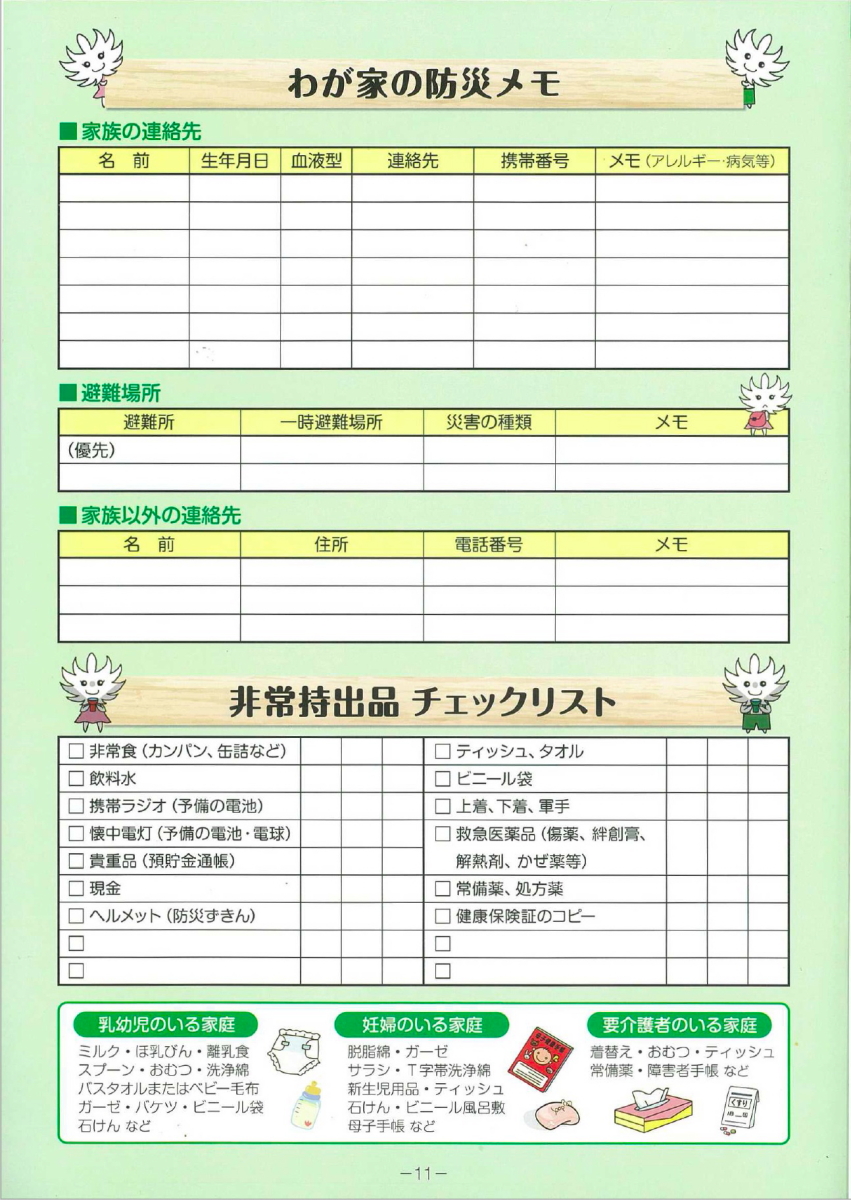 わが家の防災メモ
■家族の連絡先
名 前 生年月日 血液型 連絡先 携帯番号 メモ(アレルギー・病気等)
■避難場所
避難所 一時避難場所 災害の種類 メモ
(優先)
■家族以外の連絡先
名 前 住所 電話番号 メモ
非常持出品 チェックリスト
□ 非常食(カンパン、缶詰など)
□ 飲料水
□ 携帯ラジオ(予備の電池)
□ 懐中電灯(予備の電池・電球)
□ 貴重品(預貯金通帳)
□ 現金
□ ヘルメット(防災ずきん)
□
□
□ ティッシュ、タオル
□ ビニール袋
□ 上着、下着、軍手
□ 救急医薬品(傷薬、絆創膏、
解熱剤、かぜ薬等)
□ 常備薬、処方薬
□ 健康保険証のコピー
□
□
乳幼児のいる家庭
ミルク・ほ乳びん・離乳食
スプーン・おむつ・洗浄綿
バスタオルまたはベビー毛布
ガーゼ・バケツ・ビニール袋
石けん など
妊婦のいる家庭
脱脂綿・ガーゼ
サラシ・T字帯洗浄綿
新生児用品・ティッシュ
石けん・ビニール風呂敷
母子手帳 など
母子健康手帳
Soap
要介護者のいる家庭
着替え・おむつ・ティッシュ
常備薬・障害者手帳 など
くすり
－11－